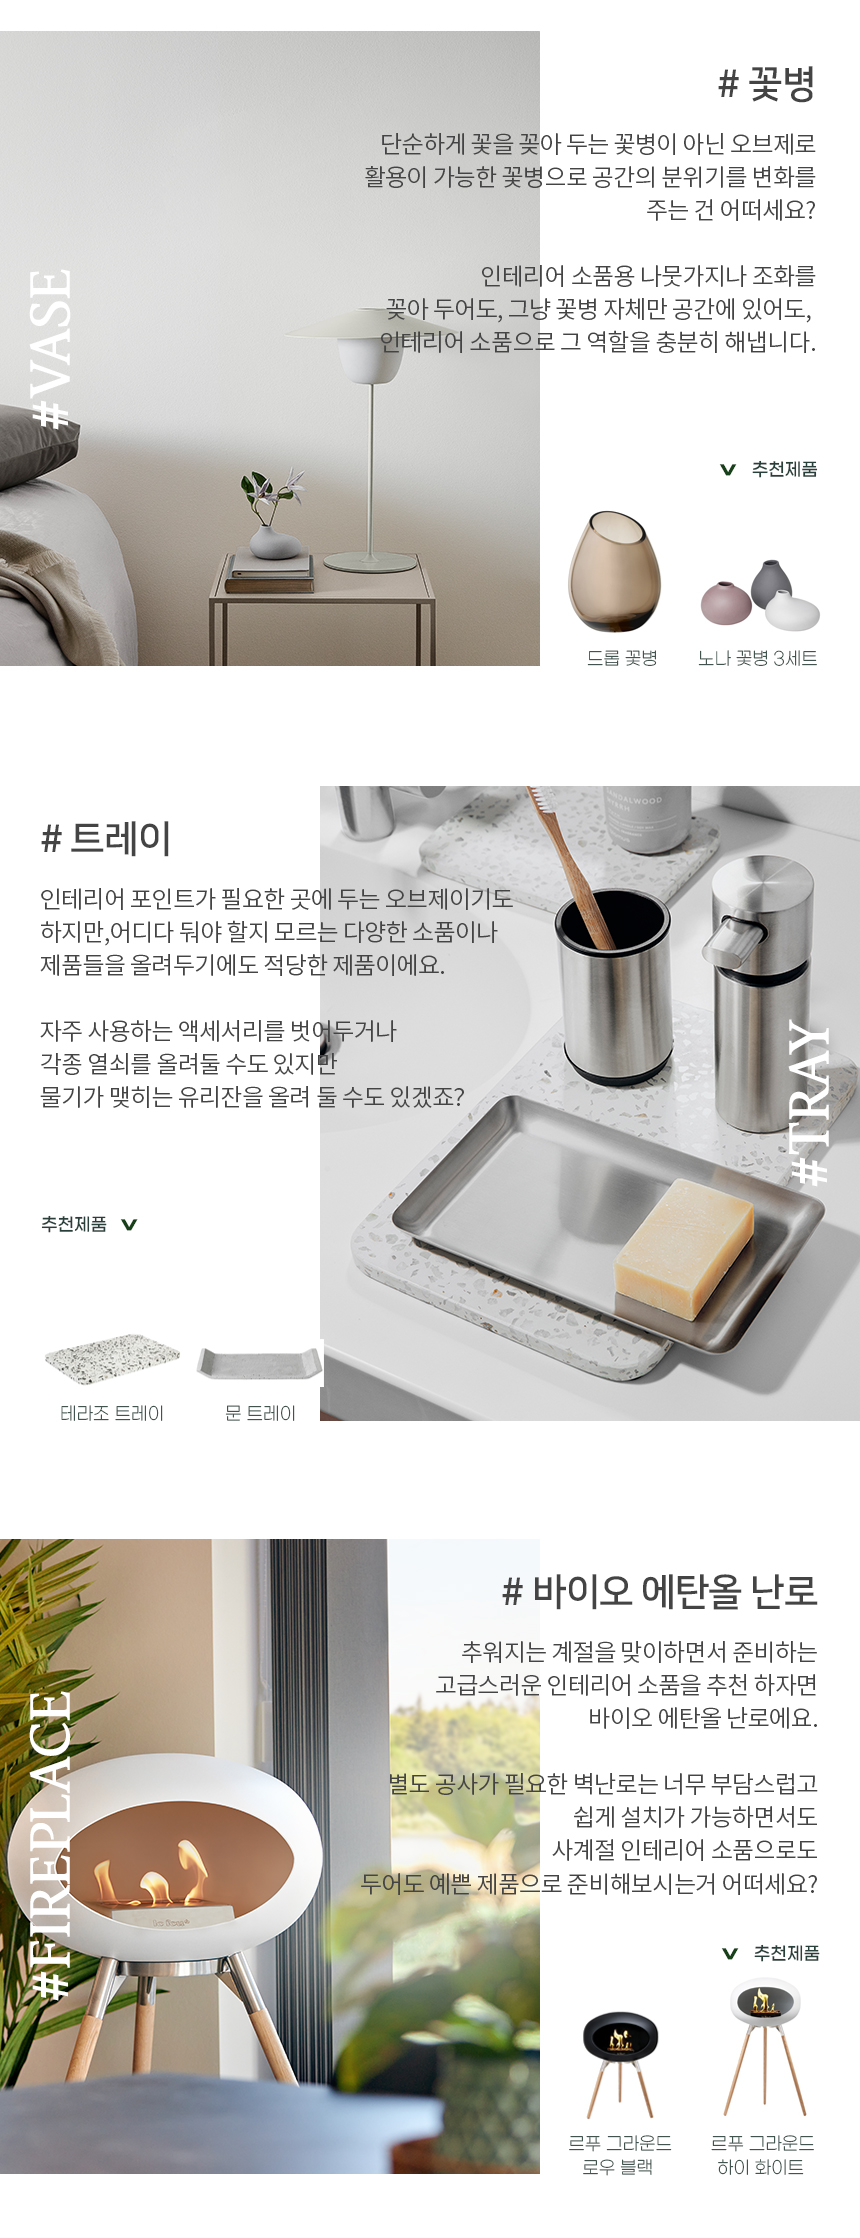 # 꽃병
단순하게 꽃을 꽂아 두는 꽃병이 아닌 오브제로
활용이 가능한 꽃병으로 공간의 분위기를 변화를
주는 건 어떠세요?
인테리어 소품용 나뭇가지나 조화를
꽂아 두어도, 그냥 꽃병 자체만 공간에 있어도,
인테리어 소품으로 그 역할을 충분히 해냅니다.
#VASE
추천제품
드롭 꽃병
노나 꽃병 3세트
# 트레이
인테리어 포인트가 필요한 곳에 두는 오브제이기도
하지만,어디다 둬야 할지 모르는 다양한 소품이나
제품들을 올려두기에도 적당한 제품이에요.
자주 사용하는 액세서리를 벗어두거나
각종 열쇠를 올려둘 수도 있지만
물기가 맺히는 유리잔을 올려 둘 수도 있겠죠?
SANDALWOOD
MYRRH
#TRAY
추천제품
테라조 트레이
문 트레이
# 바이오 에탄올 난로
추워지는 계절을 맞이하면서 준비하는
고급스러운 인테리어 소품을 추천 하자면
바이오 에탄올 난로에요.
별도 공사가 필요한 벽난로는 너무 부담스럽고
쉽게 설치가 가능하면서도
사계절 인테리어 소품으로도
두어도 예쁜 제품으로 준비해보시는거 어떠세요?
#FIREPLACE
추천제품
르푸 그라운드
로우 블랙
르푸 그라운드
하이 화이트